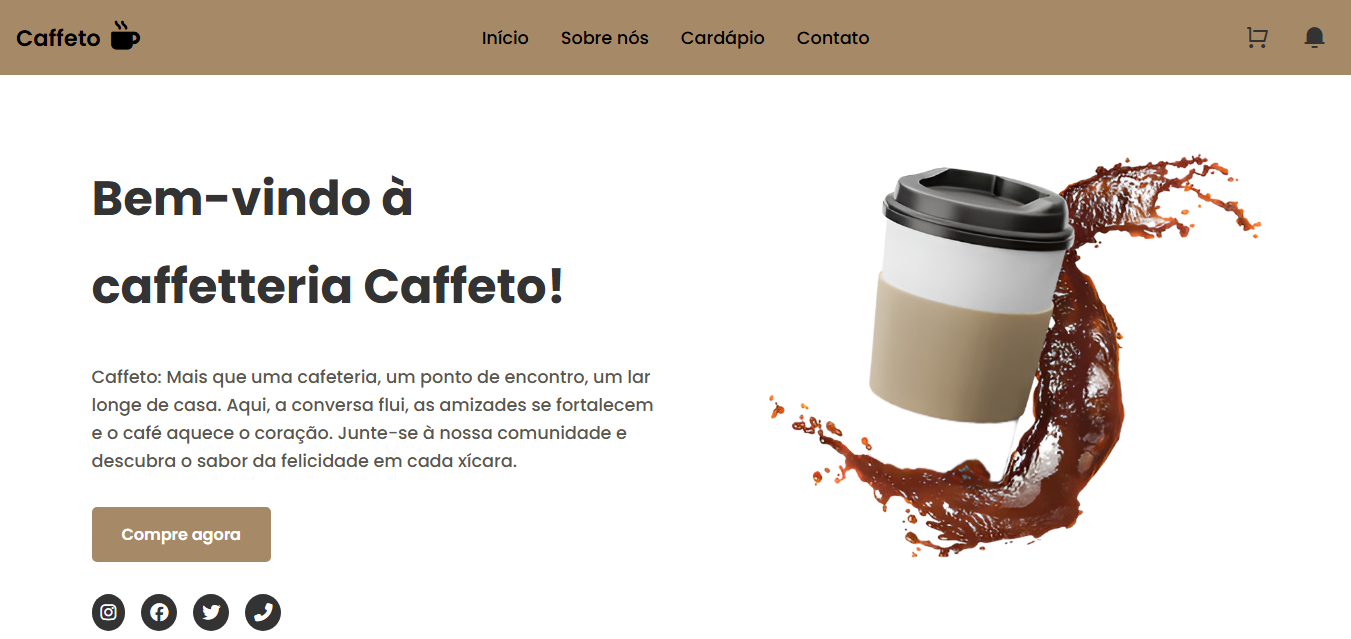 Caffeto
Início
Sobre nós
Cardápio
Contato
Bem-vindo à
caffetteria Caffeto!
Caffeto: Mais que uma cafeteria, um ponto de encontro, um lar
longe de casa. Aqui, a conversa flui, as amizades se fortalecem
e o café aquece o coração. Junte-se à nossa comunidade e
descubra o sabor da felicidade em cada xícara.
Compre agora